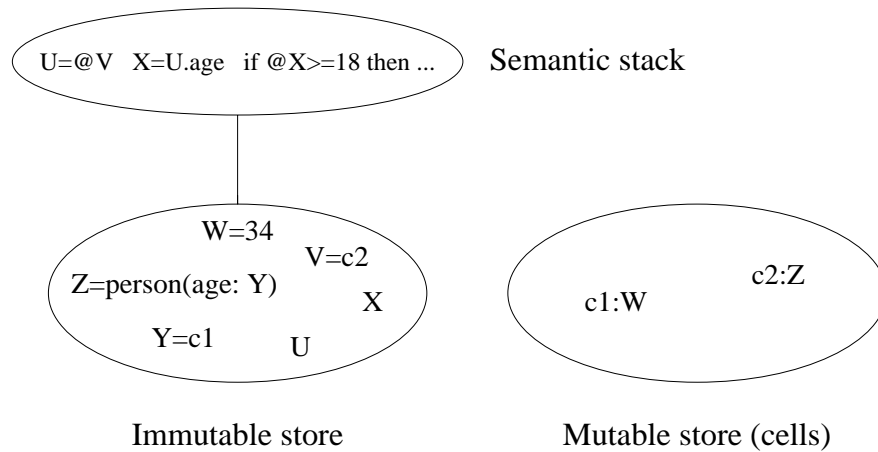 U=@V X=U.age if @X>=18 then ...
Semantic stack
W=34
V=c2
Z=person(age: Y)
X
Y=c1
U
c2:Z
c1:W
Immutable store
Mutable store (cells)